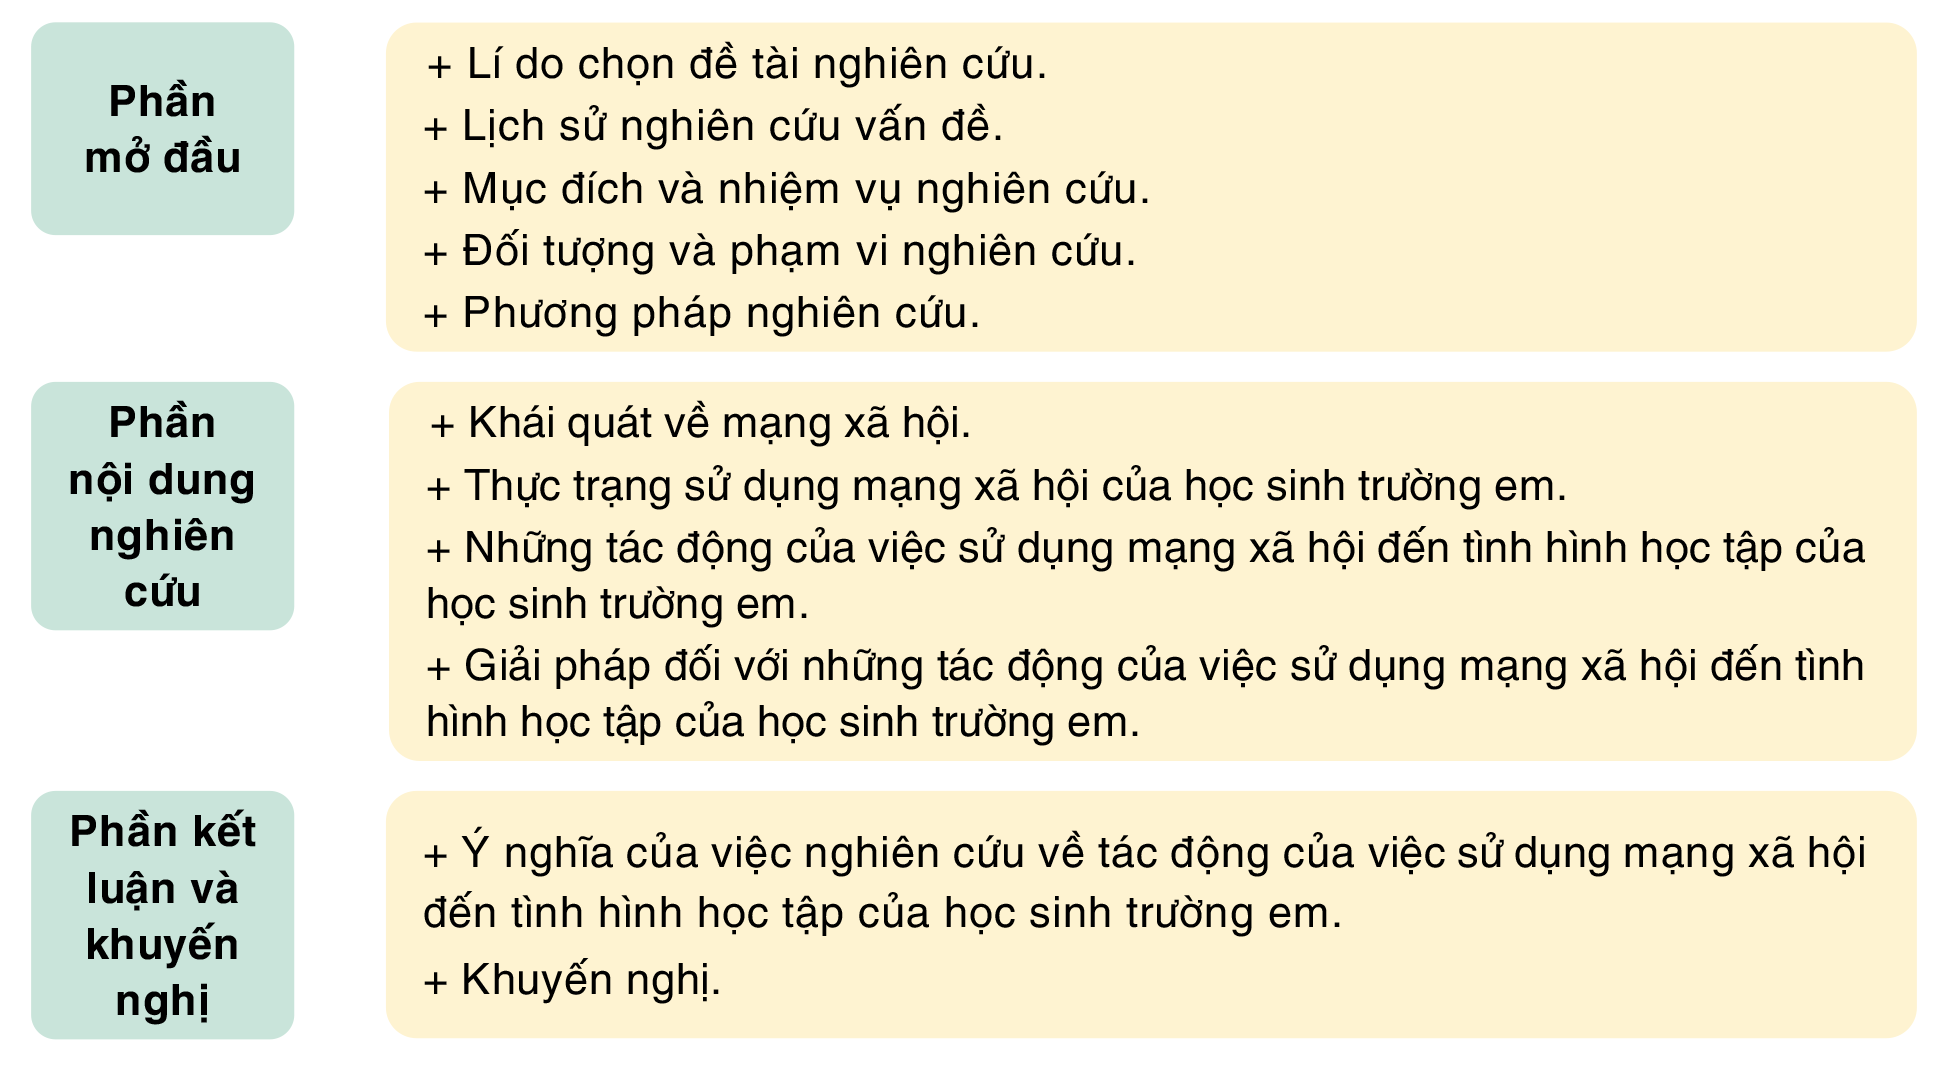 Phần
mở đầu
+ Lí do chọn đề tài nghiên cứu.
+ Lịch sử nghiên cứu vấn đề.
+ Mục đích và nhiệm vụ nghiên cứu.
+ Đối tượng và phạm vi nghiên cứu.
+ Phương pháp nghiên cứu.
Phần
nội dung
nghiên
cứu
+ Khái quát về mạng xã hội.
+ Thực trạng sử dụng mạng xã hội của học sinh trường em.
+ Những tác động của việc sử dụng mạng xã hội đến tình hình học tập của
học sinh trường em.
+ Giải pháp đối với những tác động của việc sử dụng mạng xã hội đến tình
hình học tập của học sinh trường em.
Phần kết
luận và
khuyến
nghị
+ Ý nghĩa của việc nghiên cứu về tác động của việc sử dụng mạng xã hội
đến tình hình học tập của học sinh trường em.
+ Khuyến nghị.